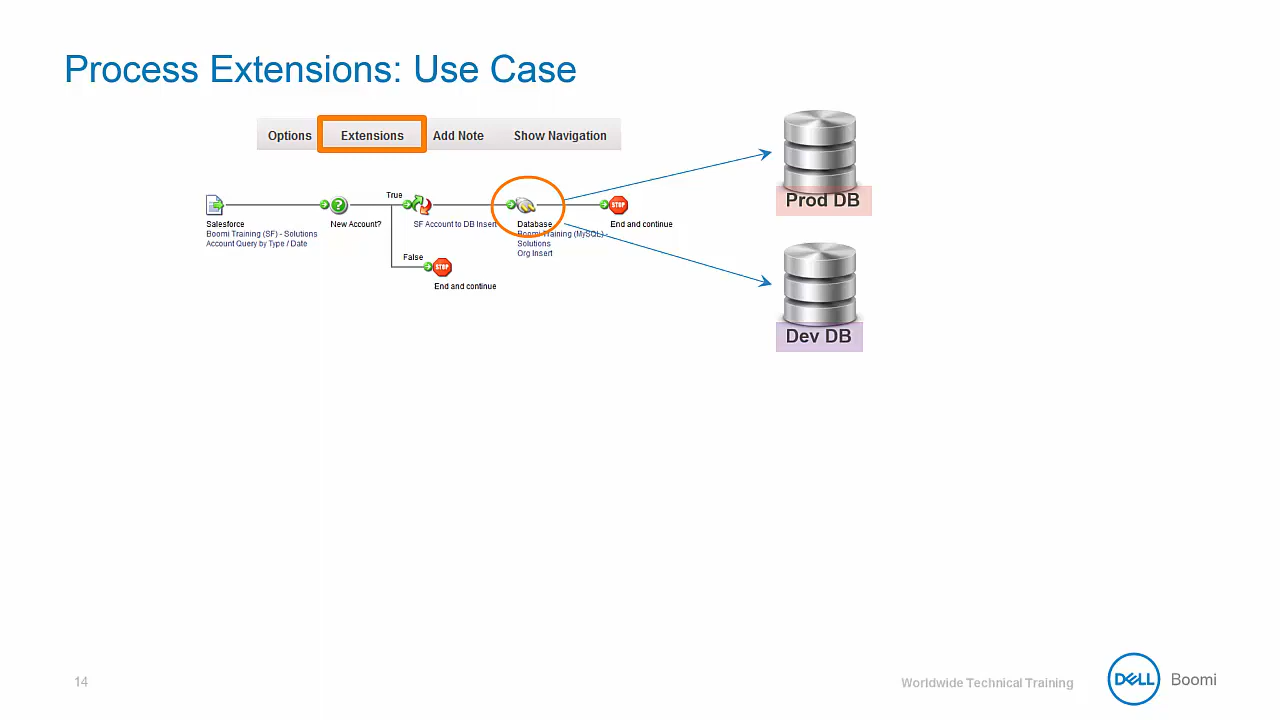 Process Extensions: Use Case
Options Extensions Add Note Show Navigation
Prod DB
True
STOP
Salesforce
Boomi Training (SF) - Solutions
Account Query by Type / Date
New Account?
SF Account to DB Insert
Database
Boomi Training (MySQL) -
Solutions
Org Insert
End and continue
False
STOP
End and continue
Dev DB
14
Worldwide Technical Training
DELL Boomi